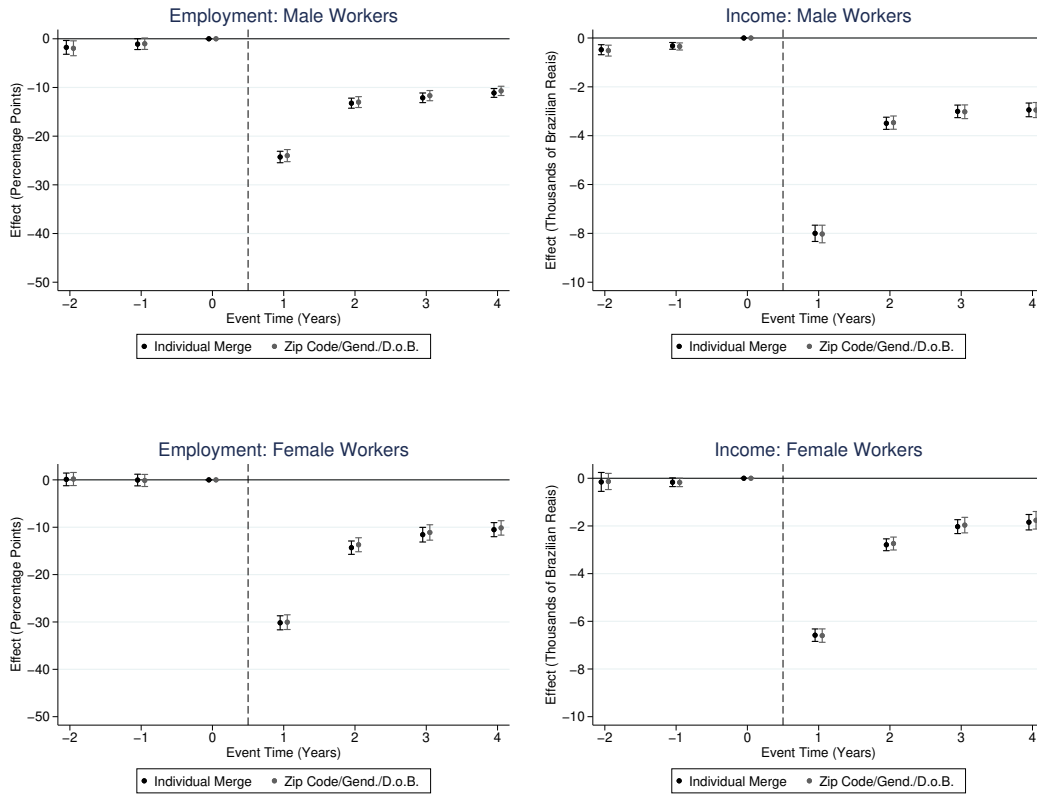 Employment: Male Workers
Effect (Percentage Points)
0
−10
−20
−30
−40
−50
−2 −1 0 1 2 3 4
Event Time (Years)
Individual Merge Zip Code/Gend./D.o.B.
Income: Male Workers
Effect (Thousands of Brazilian Reais)
0
−2
−4
−6
−8
−10
−2 −1 0 1 2 3 4
Event Time (Years)
Individual Merge Zip Code/Gend./D.o.B.
Employment: Female Workers
Effect (Percentage Points)
0
−10
−20
−30
−40
−50
−2 −1 0 1 2 3 4
Event Time (Years)
Individual Merge Zip Code/Gend./D.o.B.
Income: Female Workers
Effect (Thousands of Brazilian Reais)
0
−2
−4
−6
−8
−10
−2 −1 0 1 2 3 4
Event Time (Years)
Individual Merge Zip Code/Gend./D.o.B.